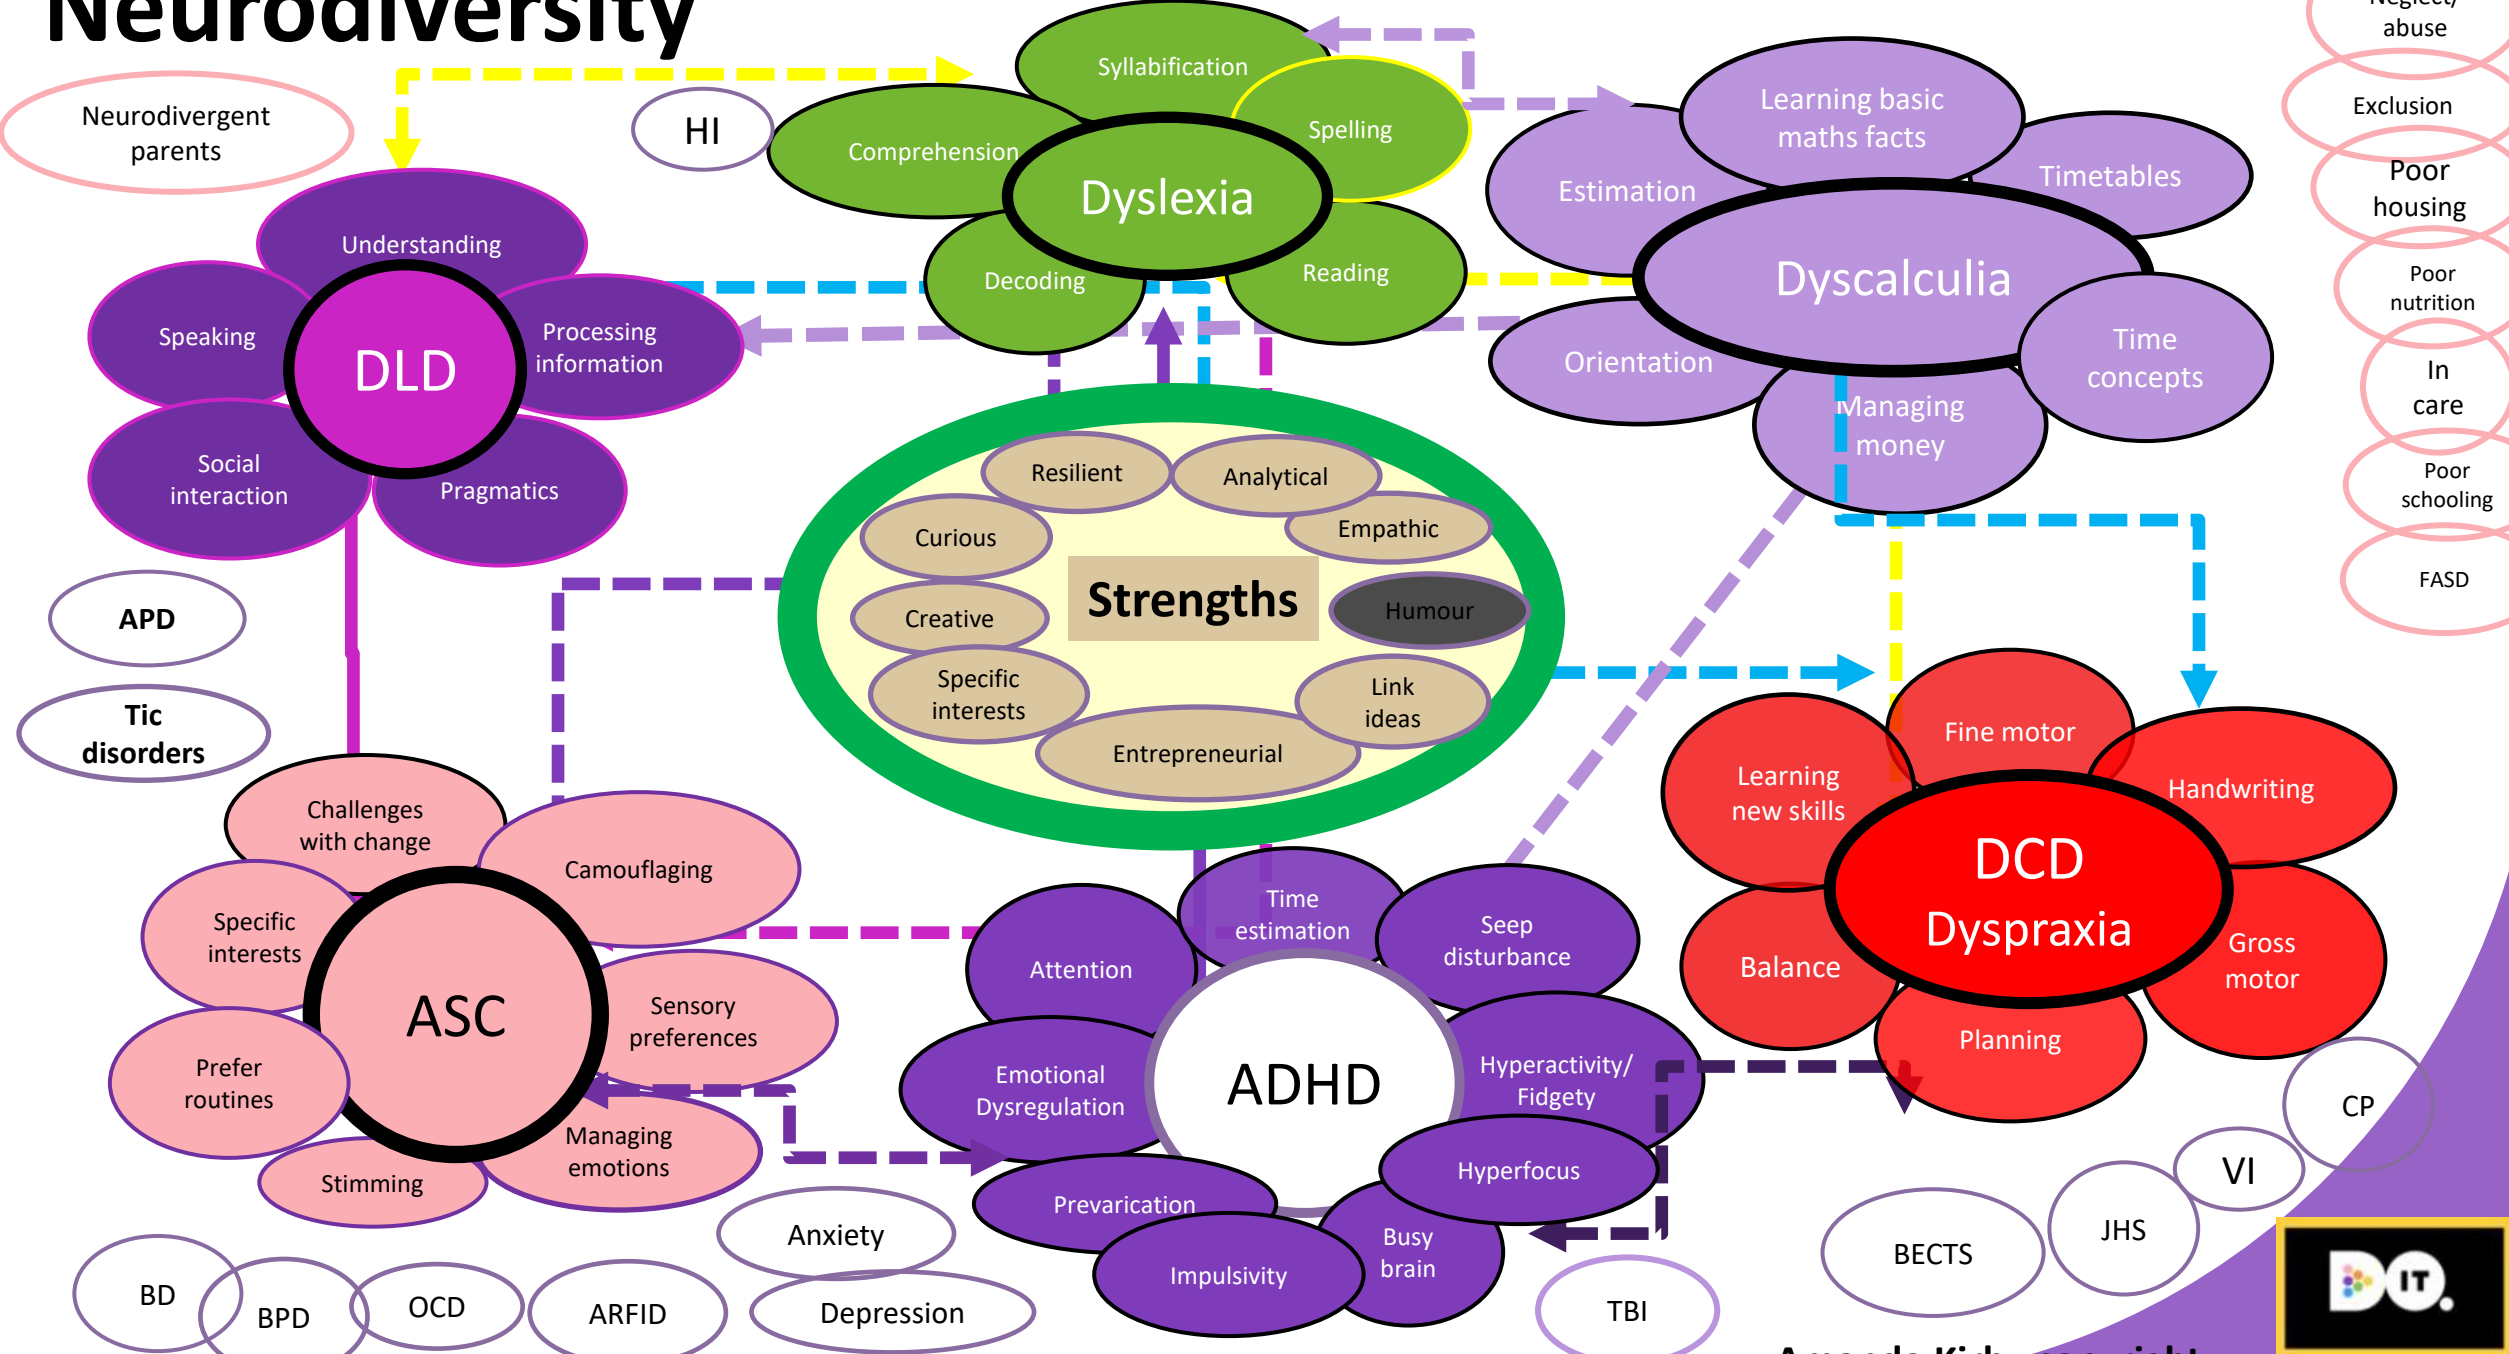 Neurodiversity
Neglect/
abuse
Exclusion
Poor
housing
Poor
nutrition
In
care
Poor
schooling
FASD
Neurodivergent
parents
HI
Syllabification
Spelling
Comprehension
Dyslexia
Decoding
Reading
Learning basic
maths facts
Timetables
Estimation
Dyscalculia
Orientation
Time
concepts
Managing
money
Understanding
Speaking
Processing
information
DLD
Social
interaction
Pragmatics
APD
Tic
disorders
Resilient
Analytical
Curious
Empathic
Creative
Strengths
Humour
Specific
interests
Link
ideas
Entrepreneurial
Challenges
with change
Camouflaging
Specific
interests
ASC
Sensory
preferences
Prefer
routines
Managing
emotions
Stimming
Time
estimation
Seep
disturbance
Attention
Emotional
Dysregulation
ADHD
Hyperactivity/
Fidgety
Hyperfocus
Prevarication
Impulsivity
Busy
brain
Fine motor
Learning
new skills
Handwriting
DCD
Dyspraxia
Balance
Gross
motor
Planning
CP
VI
JHS
BECTS
TBI
Anxiety
Depression
BD
BPD
OCD
ARFID
DO IT.
Amanda Kirby copyright